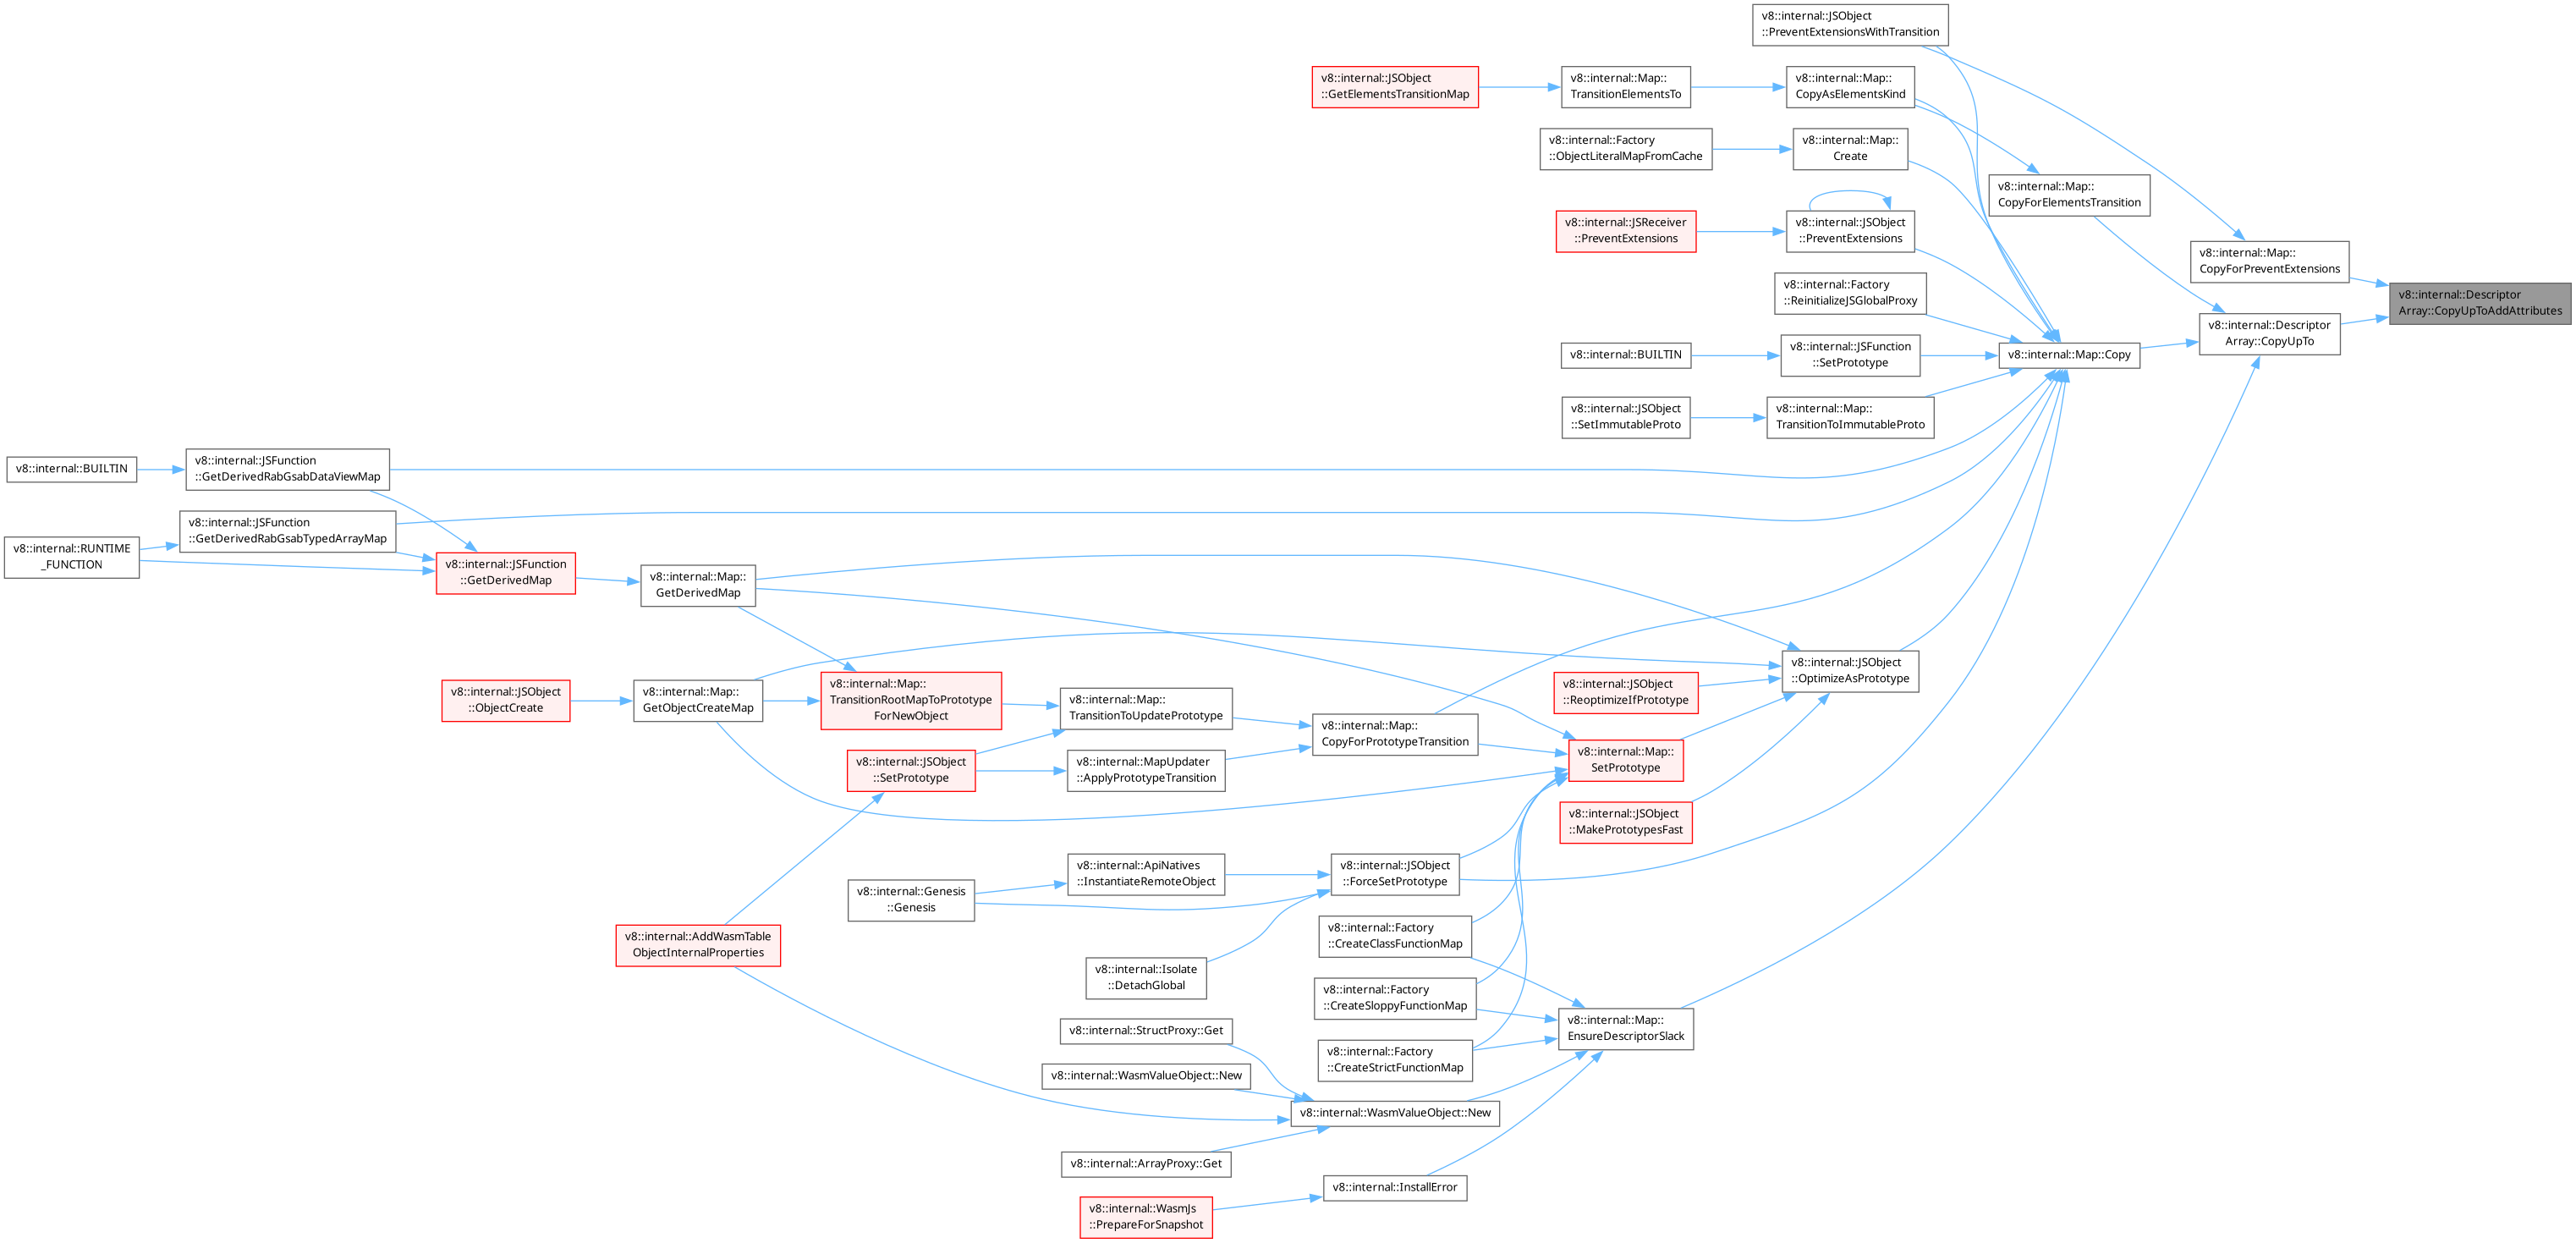 v8::internal::JSObject
::PreventExtensionsWithTransition
v8::internal::JSObject
::GetElementsTransitionMap
v8::internal::Map::
TransitionElementsTo
v8::internal::Map::
CopyAsElementsKind
v8::internal::Factory
::ObjectLiteralMapFromCache
v8::internal::Map::
Create
v8::internal::Map::
CopyForElementsTransition
v8::internal::JSReceiver
::PreventExtensions
v8::internal::JSObject
::PreventExtensions
v8::internal::Map::
CopyForPreventExtensions
v8::internal::Descriptor
Array::CopyUpToAddAttributes
v8::internal::Factory
::ReinitializeJSGlobalProxy
v8::internal::Descriptor
Array::CopyUpTo
v8::internal::BUILTIN
v8::internal::JSFunction
::SetPrototype
v8::internal::Map::Copy
v8::internal::JSObject
::SetImmutableProto
v8::internal::Map::
TransitionToImmutableProto
v8::internal::BUILTIN
v8::internal::JSFunction
::GetDerivedRabGsabDataViewMap
v8::internal::RUNTIME
_FUNCTION
v8::internal::JSFunction
::GetDerivedRabGsabTypedArrayMap
v8::internal::JSFunction
::GetDerivedMap
v8::internal::Map::
GetDerivedMap
v8::internal::JSObject
::ObjectCreate
v8::internal::Map::
GetObjectCreateMap
v8::internal::Map::
TransitionRootMapToPrototype
ForNewObject
v8::internal::Map::
TransitionToUpdatePrototype
v8::internal::JSObject
::ReoptimizeIfPrototype
v8::internal::JSObject
::OptimizeAsPrototype
v8::internal::JSObject
::SetPrototype
v8::internal::MapUpdater
::ApplyPrototypeTransition
v8::internal::Map::
CopyForPrototypeTransition
v8::internal::Map::
SetPrototype
v8::internal::JSObject
::MakePrototypesFast
v8::internal::Genesis
::Genesis
v8::internal::ApiNatives
::InstantiateRemoteObject
v8::internal::JSObject
::ForceSetPrototype
v8::internal::AddWasmTable
ObjectInternalProperties
v8::internal::Isolate
::DetachGlobal
v8::internal::Factory
::CreateClassFunctionMap
v8::internal::Factory
::CreateSloppyFunctionMap
v8::internal::Map::
EnsureDescriptorSlack
v8::internal::StructProxy::Get
v8::internal::Factory
::CreateStrictFunctionMap
v8::internal::WasmValueObject::New
v8::internal::WasmValueObject::New
v8::internal::ArrayProxy::Get
v8::internal::InstallError
v8::internal::WasmJs
::PrepareForSnapshot